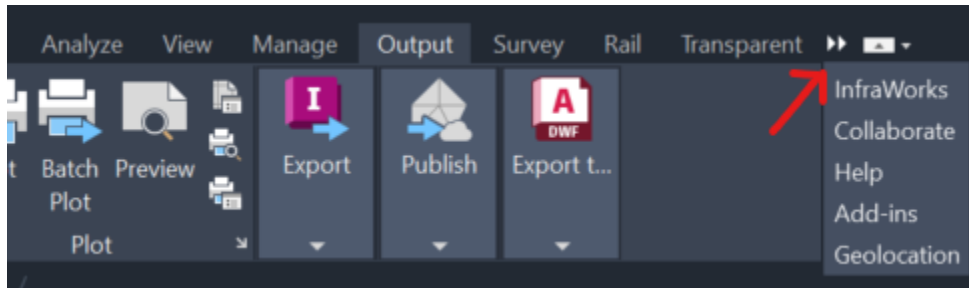 Analyze View Manage Output Survey Rail Transparent
InfraWorks
Collaborate
Help
Add-ins
Geolocation
t
Batch Plot
Preview
I
Export
Publish
A
DWF
Export t...
Plot